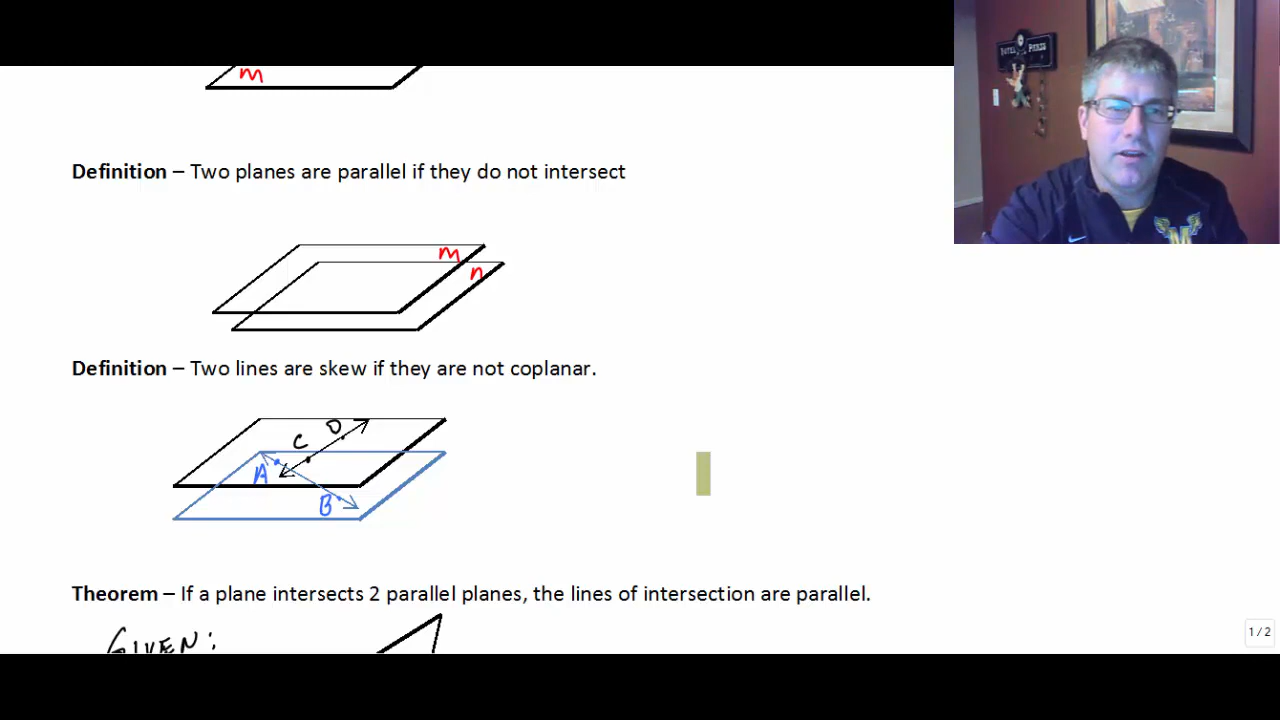 m
Definition – Two planes are parallel if they do not intersect
m
n
Definition – Two lines are skew if they are not coplanar.
C D
A
B
Theorem – If a plane intersects 2 parallel planes, the lines of intersection are parallel.
GIVEN:
1 / 2
M